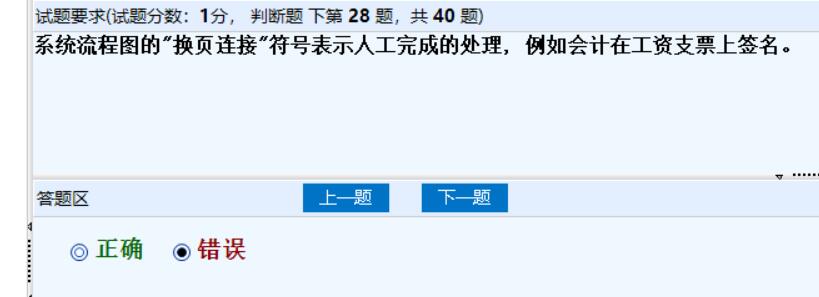 试题要求(试题分数：1分， 判断题 下第 28 题，共 40 题)
系统流程图的"换页连接"符号表示人工完成的处理，例如会计在工资支票上签名。
答题区
上一题 下一题
正确 错误